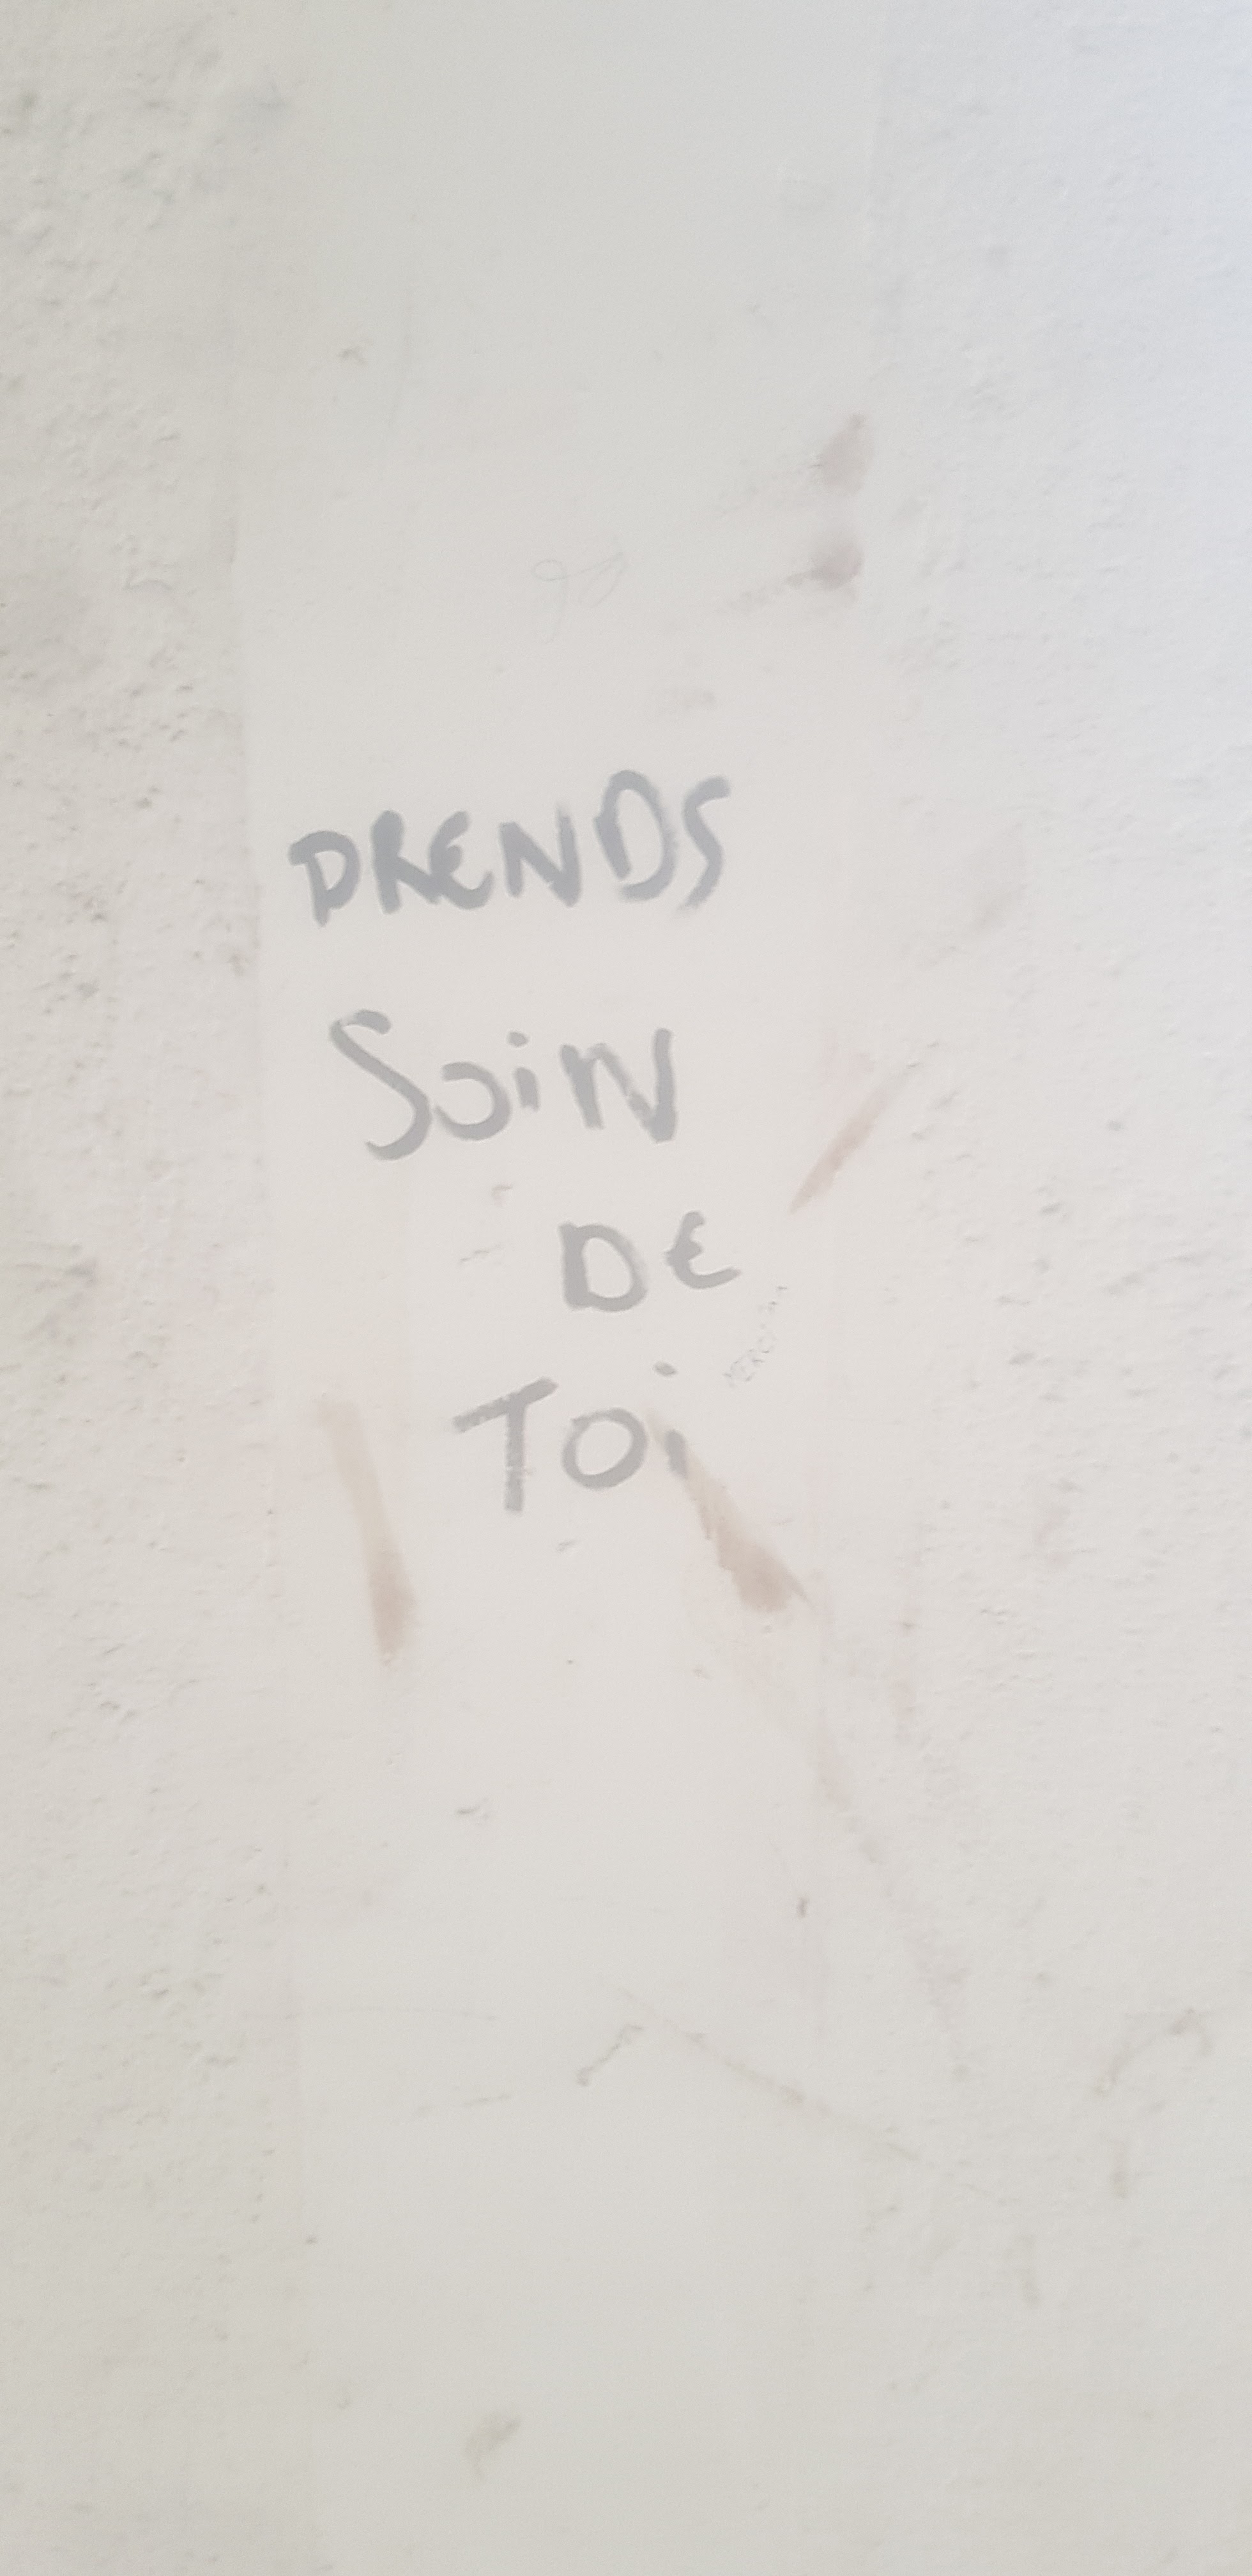 PRENDS
SOiN
DE
TOi